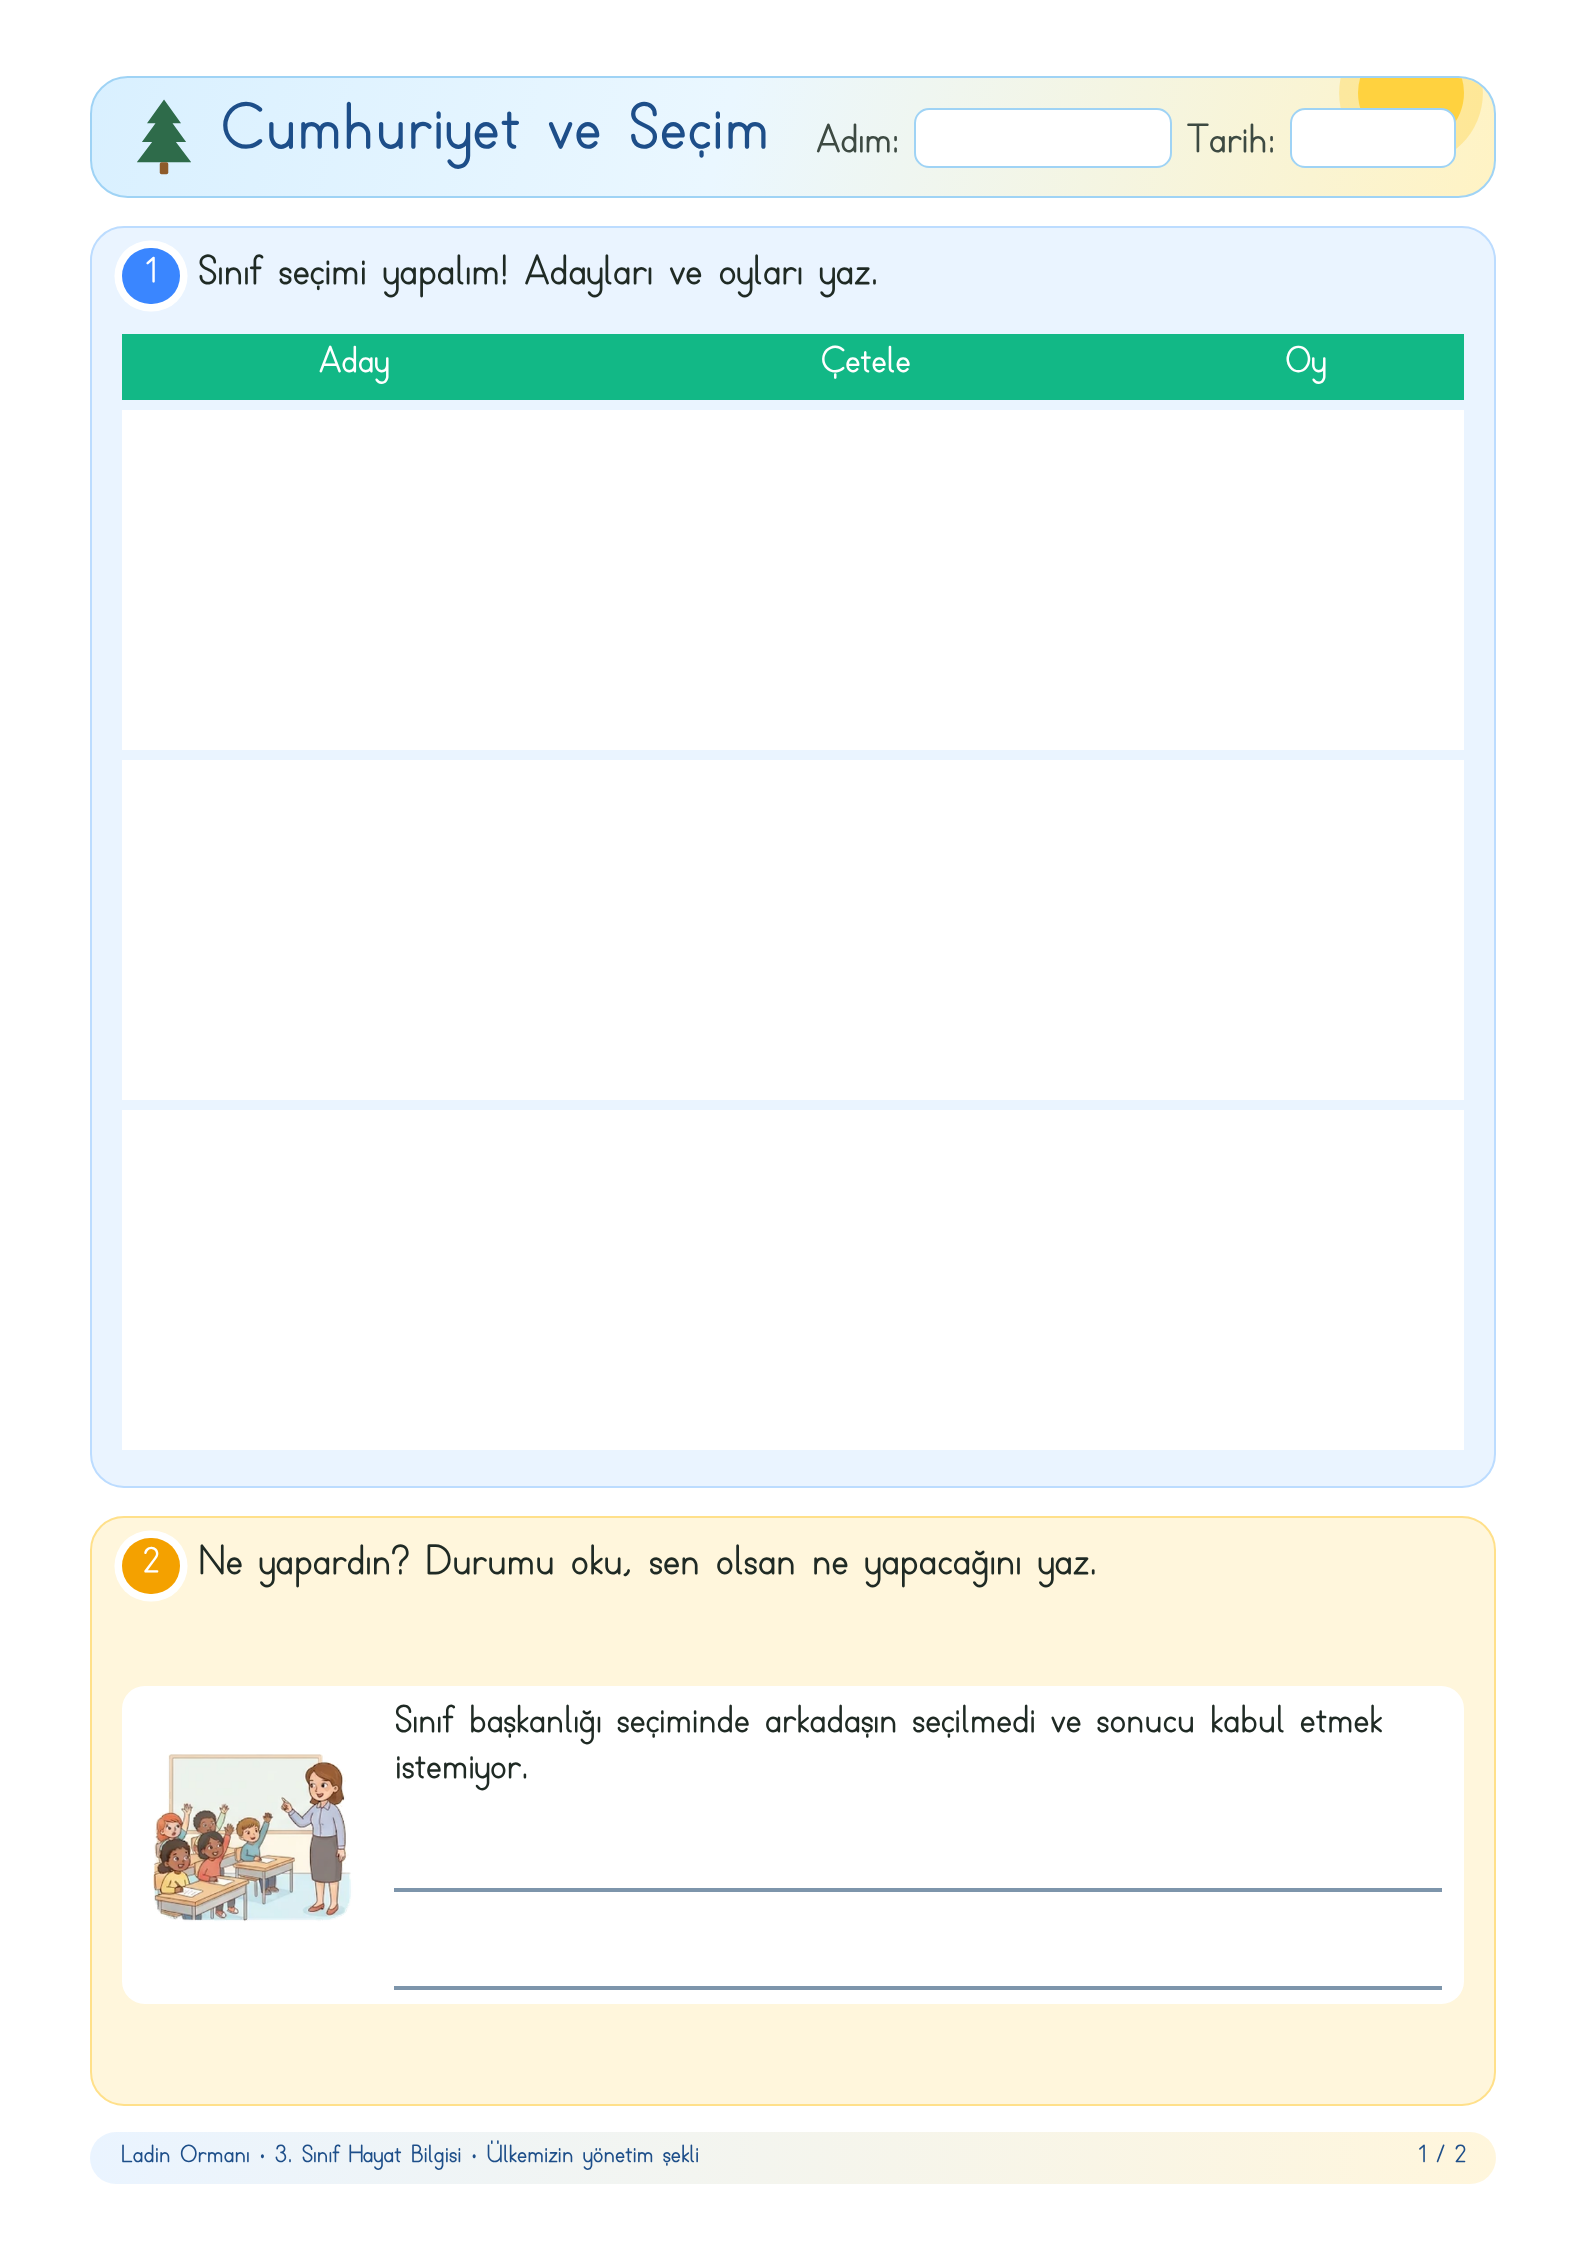 Cumhuriyet ve Seçim
Adım:
Tarih:
1
Sınıf seçimi yapalım! Adayları ve oyları yaz.
Aday Çetele Oy
2
Ne yapardın? Durumu oku, sen olsan ne yapacağını yaz.
Sınıf başkanlığı seçiminde arkadaşın seçilmedi ve sonucu kabul etmek
istemiyor.
Ladin Ormanı • 3. Sınıf Hayat Bilgisi • Ülkemizin yönetim şekli
1 / 2